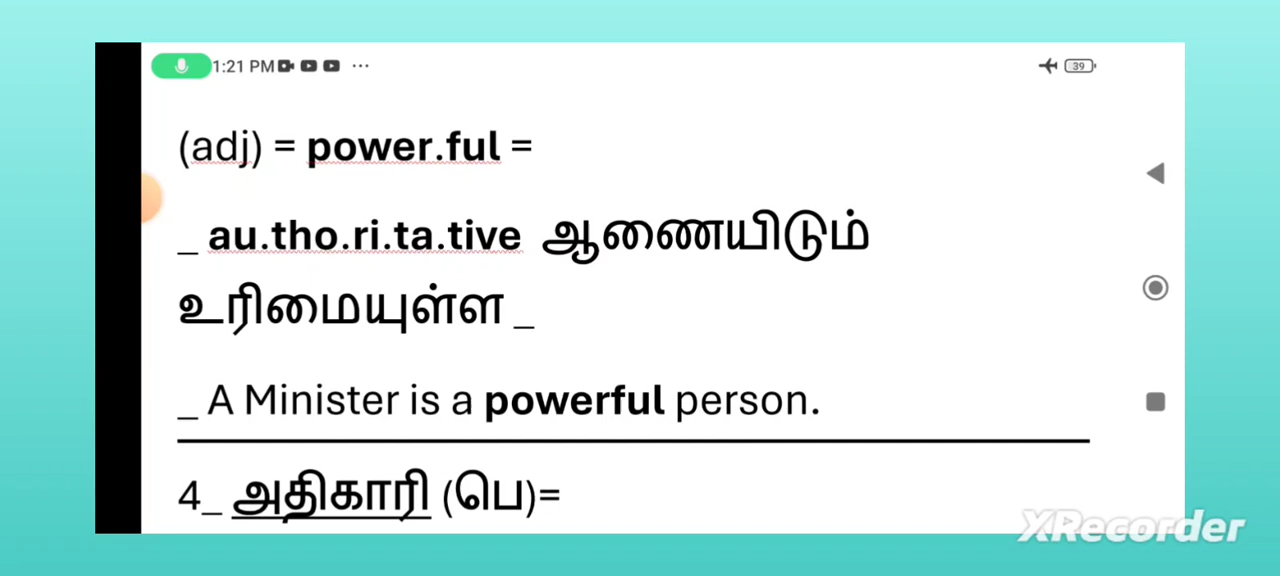 1:21 PM ... 39
(adj) = power.ful =
_ au.tho.ri.ta.tive ஆணையிடும்
உரிமையுள்ள _
_ A Minister is a powerful person.
4_ அதிகாரி (பெ)=
XRecorder